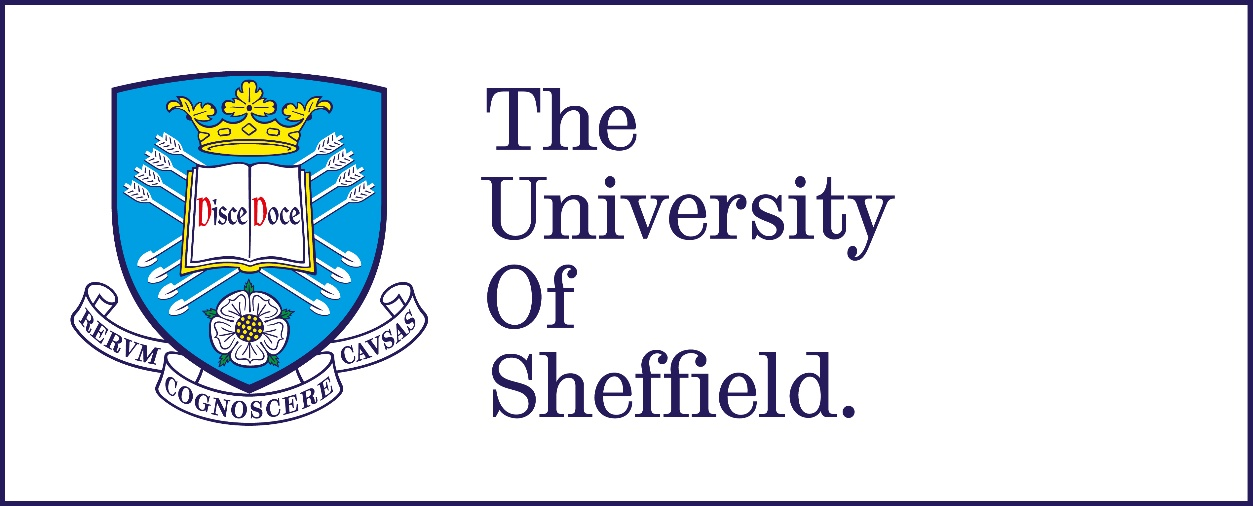 Disce Doce
RERVM
COGNOSCERE
CAVSAS
The
University
Of
Sheffield.